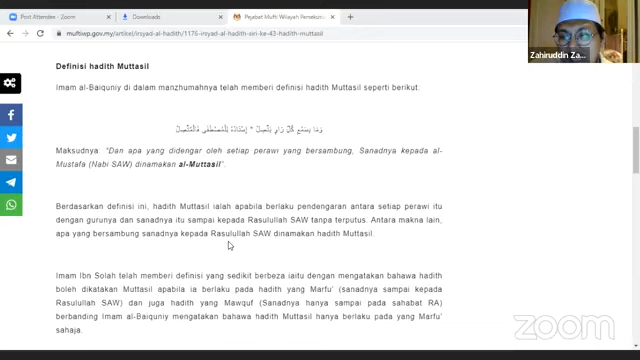 Post Attendee - Zoom
Downloads
Pejabat Mufti Wilayah Persekutu
muftiwp.gov.my/artikel/irsyad-al-hadith/1176-irsyad-al-hadith-siri-ke-43-hadith-muttasil
Zahiruddin Za...
Definisi hadith Muttasil
Imam al-Baiquniy di dalam manzhumahnya telah memberi definisi hadith Muttasil seperti berikut:
وَمَا بِسَمْعِ كُلِّ رَاوٍ يَتَّصِلْ * إِسْنَادُهُ لِلْمُصْطَفَى فَالْمُتَّصِلْ
Maksudnya: "Dan apa yang didengar oleh setiap perawi yang bersambung, Sanadnya kepada al-
Mustafa (Nabi SAW) dinamakan al-Muttasil".
Berdasarkan definisi ini, hadith Muttasil ialah apabila berlaku pendengaran antara setiap perawi itu
dengan gurunya dan sanadnya itu sampai kepada Rasulullah SAW tanpa terputus. Antara makna lain,
apa yang bersambung sanadnya kepada Rasulullah SAW dinamakan hadith Muttasil.
Imam Ibn Solah telah memberi definisi yang sedikit berbeza iaitu dengan mengatakan bahawa hadith
boleh dikatakan Muttasil apabila ia berlaku pada hadith yang Marfu' (sanadnya sampai kepada
Rasulullah SAW) dan juga hadith yang Mawquf (Sanadnya hanya sampai pada sahabat RA)
berbanding Imam al-Baiquniy mengatakan bahawa hadith Muttasil hanya berlaku pada yang Marfu'
sahaja.
zoom